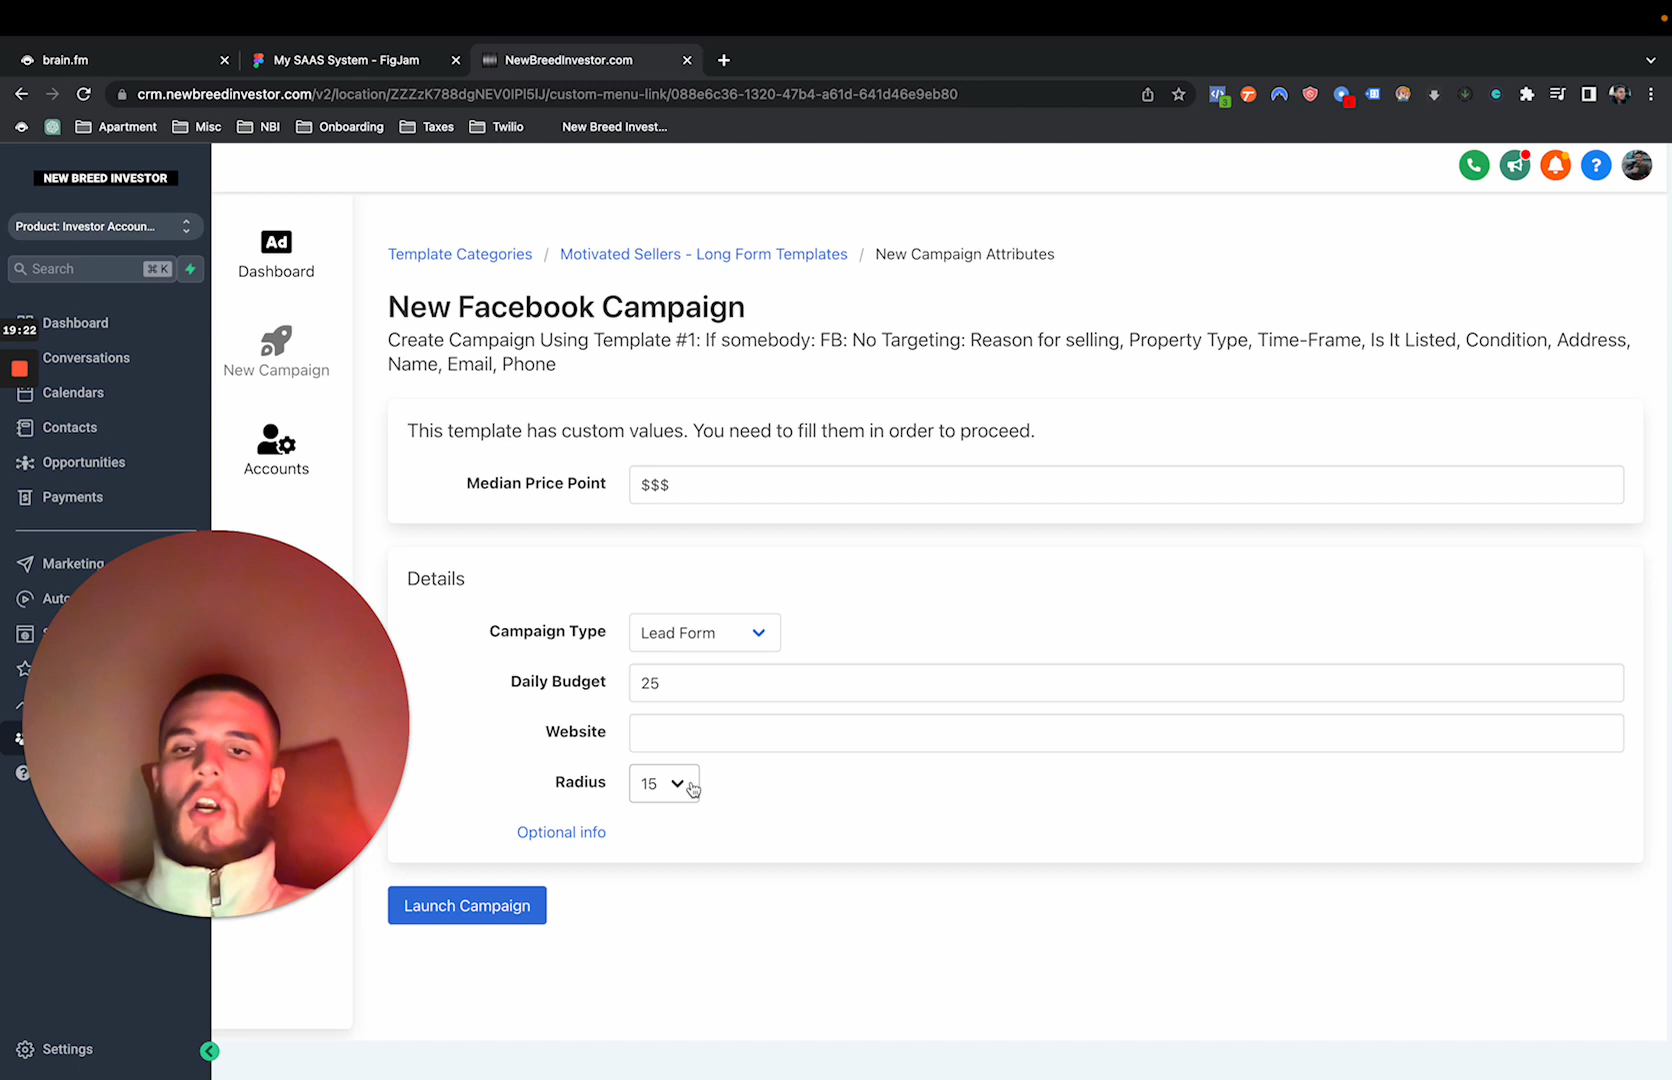 brain.fm
My SAAS System - FigJam
NewBreedInvestor.com
crm.newbreedinvestor.com/v2/location/ZZZzK788dgNEV0IPl5IJ/custom-menu-link/088e6c36-1320-47b4-a61d-641d46e9eb80
3
Apartment
Misc
NBI
Onboarding
Taxes
Twilio
New Breed Invest...
NEW BREED INVESTOR
Product: Investor Accoun...
Search
⌘ K
19:22
Dashboard
Conversations
Calendars
Contacts
Opportunities
Payments
Marketing
Auto
Settings
Ad
Dashboard
New Campaign
Accounts
Template Categories / Motivated Sellers - Long Form Templates / New Campaign Attributes
New Facebook Campaign
Create Campaign Using Template #1: If somebody: FB: No Targeting: Reason for selling, Property Type, Time-Frame, Is It Listed, Condition, Address,
Name, Email, Phone
This template has custom values. You need to fill them in order to proceed.
Median Price Point
$$$
Details
Campaign Type
Lead Form
Daily Budget
25
Website
Radius
15
Optional info
Launch Campaign